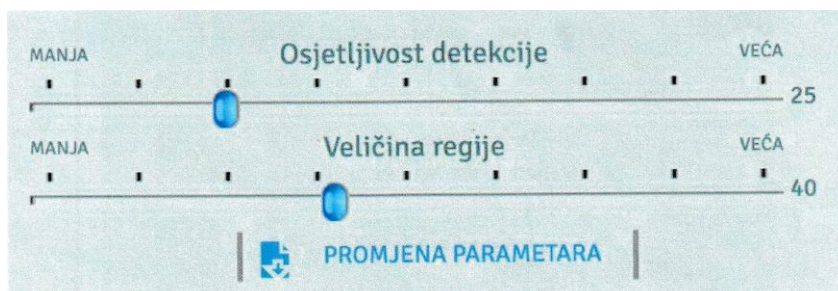 MANJA Osjetljivost detekcije VEĆA
25
MANJA Veličina regije VEĆA
40
PROMJENA PARAMETARA